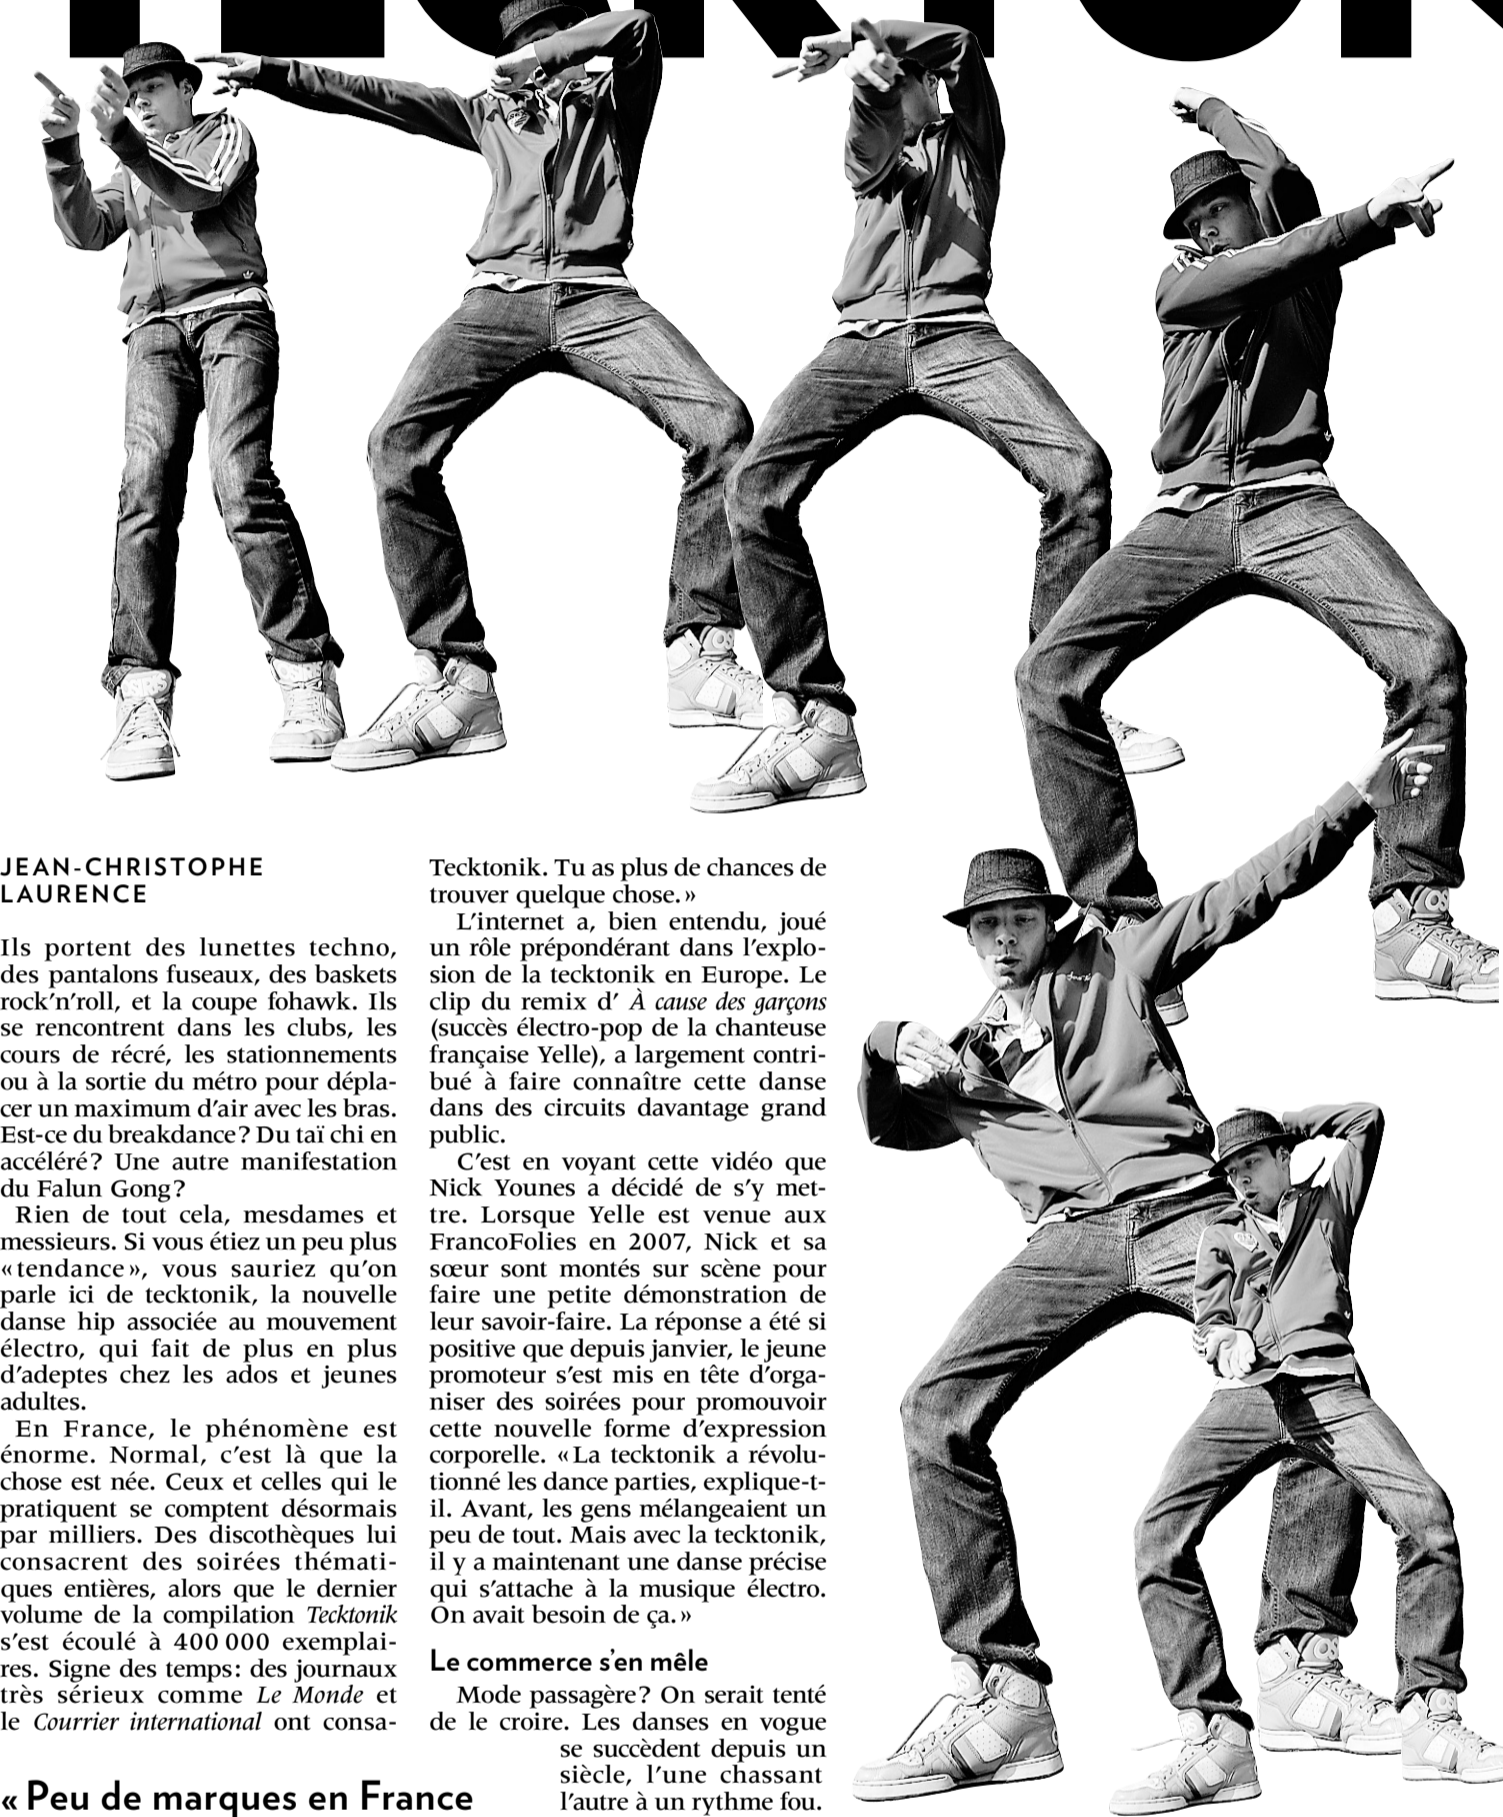 JEAN-CHRISTOPHE
LAURENCE
Ils portent des lunettes techno,
des pantalons fuseaux, des baskets
rock’n’roll, et la coupe fohawk. Ils
se rencontrent dans les clubs, les
cours de récré, les stationnements
ou à la sortie du métro pour dépla-
cer un maximum d’air avec les bras.
Est-ce du breakdance? Du taï chi en
accéléré? Une autre manifestation
du Falun Gong?
Rien de tout cela, mesdames et
messieurs. Si vous étiez un peu plus
«tendance», vous sauriez qu’on
parle ici de tecktonik, la nouvelle
danse hip associée au mouvement
électro, qui fait de plus en plus
d’adeptes chez les ados et jeunes
adultes.
En France, le phénomène est
énorme. Normal, c’est là que la
chose est née. Ceux et celles qui le
pratiquent se comptent désormais
par milliers. Des discothèques lui
consacrent des soirées thémati-
ques entières, alors que le dernier
volume de la compilation Tecktonik
s’est écoulé à 400 000 exemplai-
res. Signe des temps: des journaux
très sérieux comme Le Monde et
le Courrier international ont consa-
« Peu de marques en France
Tecktonik. Tu as plus de chances de
trouver quelque chose.»
L’internet a, bien entendu, joué
un rôle prépondérant dans l’explo-
sion de la tecktonik en Europe. Le
clip du remix d’ À cause des garçons
(succès électro-pop de la chanteuse
française Yelle), a largement contri-
bué à faire connaître cette danse
dans des circuits davantage grand
public.
C’est en voyant cette vidéo que
Nick Younes a décidé de s’y met-
tre. Lorsque Yelle est venue aux
FrancoFolies en 2007, Nick et sa
sœur sont montés sur scène pour
faire une petite démonstration de
leur savoir-faire. La réponse a été si
positive que depuis janvier, le jeune
promoteur s’est mis en tête d’orga-
niser des soirées pour promouvoir
cette nouvelle forme d’expression
corporelle. «La tecktonik a révolu-
tionné les dance parties, explique-t-
il. Avant, les gens mélangeaient un
peu de tout. Mais avec la tecktonik,
il y a maintenant une danse précise
qui s’attache à la musique électro.
On avait besoin de ça.»
Le commerce s’en mêle
Mode passagère? On serait tenté
de le croire. Les danses en vogue
se succèdent depuis un
siècle, l’une chassant
l’autre à un rythme fou.